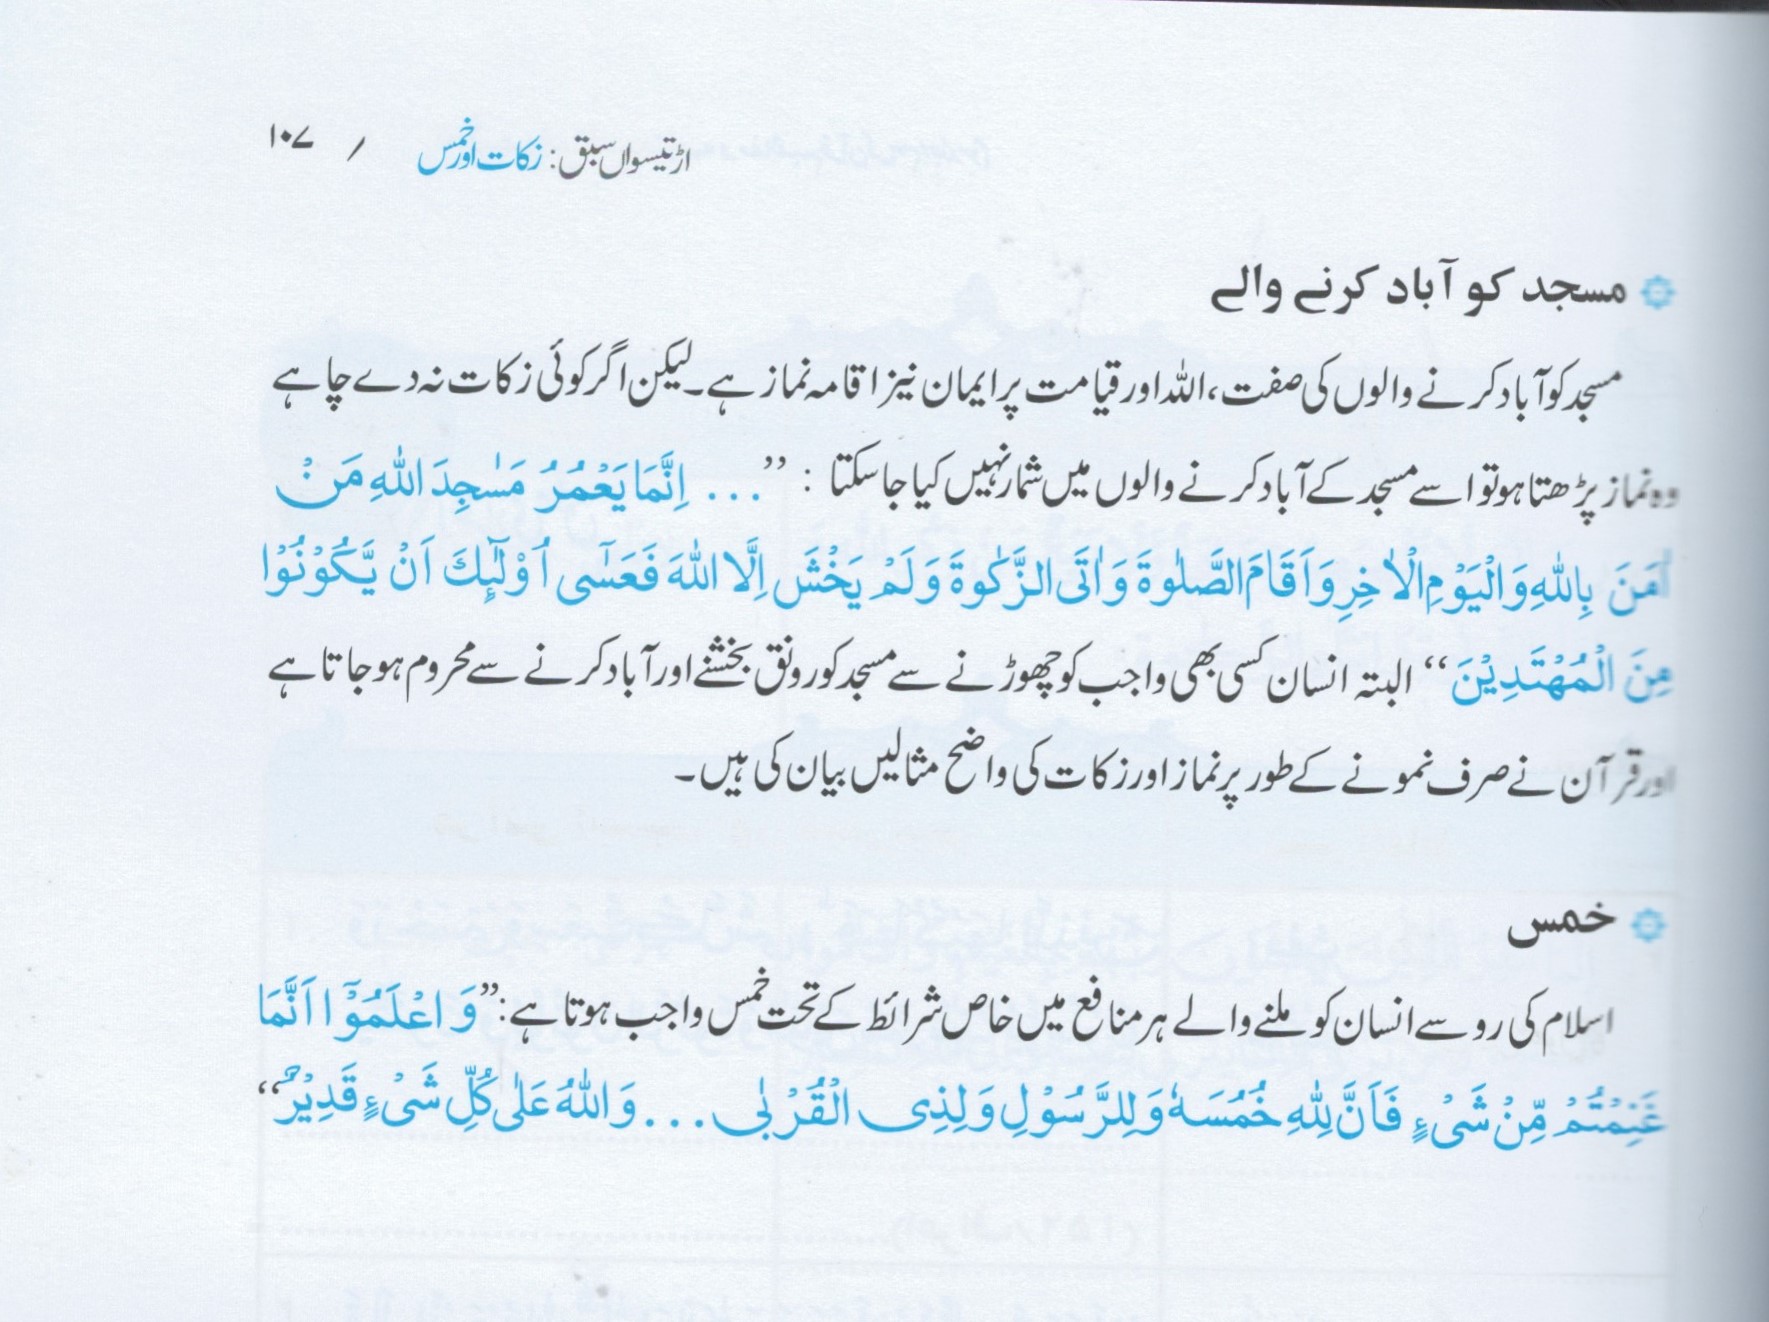 اڑتیسواں سبق: زکات اور خمس / ۱۰۷
مسجد کو آباد کرنے والے
مسجد کو آباد کرنے والوں کی صفت، اللہ اور قیامت پر ایمان نیز اقامہ نماز ہے۔ لیکن اگر کوئی زکات نہ دے چاہے
وہ نماز پڑھتا ہو تو اسے مسجد کے آباد کرنے والوں میں شمار نہیں کیا جاسکتا : ”... اِنَّمَا يَعْمُرُ مَسٰجِدَ اللّٰهِ مَنْ
اٰمَنَ بِاللّٰهِ وَ الْيَوْمِ الْاٰخِرِ وَ اَقَامَ الصَّلٰوةَ وَ اٰتَى الزَّكٰوةَ وَ لَمْ يَخْشَ اِلَّا اللّٰهَ فَعَسٰٓى اُوْلٰٓئِكَ اَنْ يَّكُوْنُوْا
مِنَ الْمُهْتَدِيْنَ“ البتہ انسان کسی بھی واجب کو چھوڑنے سے مسجد کو رونق بخشنے اور آباد کرنے سے محروم ہو جاتا ہے
اور قرآن نے صرف نمونے کے طور پر نماز اور زکات کی واضح مثالیں بیان کی ہیں۔
خمس
اسلام کی رو سے انسان کو ملنے والے ہر منافع میں خاص شرائط کے تحت خمس واجب ہوتا ہے: ”وَ اعْلَمُوْٓا اَنَّمَا
غَنِمْتُمْ مِّنْ شَىْءٍ فَاَنَّ لِلّٰهِ خُمُسَهٗ وَ لِلرَّسُوْلِ وَ لِذِى الْقُرْبٰى ... وَ اللّٰهُ عَلٰى كُلِّ شَىْءٍ قَدِيْرٌ“